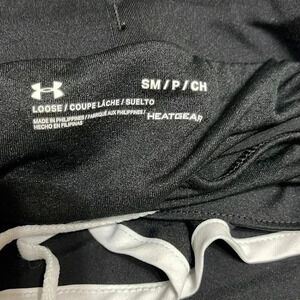 SM / P / CH
LOOSE / COUPE LÂCHE / SUELTO
MADE IN PHILIPPINES / FABRIQUÉ AUX PHILIPPINES /
HECHO EN FILIPINAS
HEATGEAR